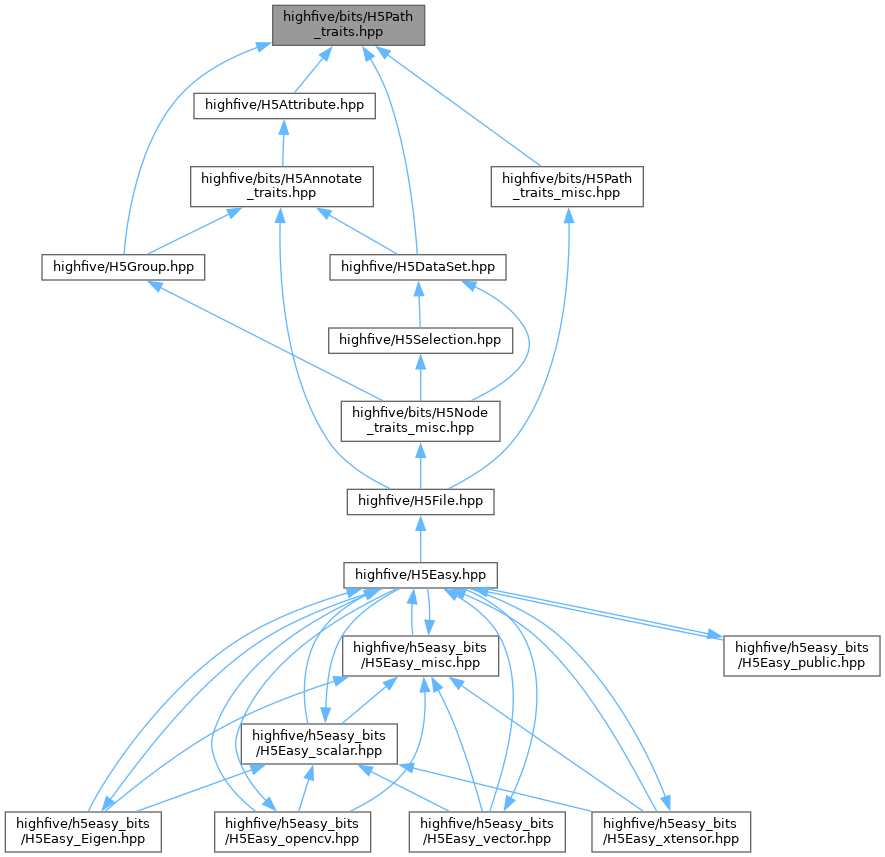 highfive/bits/H5Path
_traits.hpp
highfive/H5Attribute.hpp
highfive/bits/H5Annotate
_traits.hpp
highfive/bits/H5Path
_traits_misc.hpp
highfive/H5Group.hpp
highfive/H5DataSet.hpp
highfive/H5Selection.hpp
highfive/bits/H5Node
_traits_misc.hpp
highfive/H5File.hpp
highfive/H5Easy.hpp
highfive/h5easy_bits
/H5Easy_misc.hpp
highfive/h5easy_bits
/H5Easy_public.hpp
highfive/h5easy_bits
/H5Easy_scalar.hpp
highfive/h5easy_bits
/H5Easy_Eigen.hpp
highfive/h5easy_bits
/H5Easy_opencv.hpp
highfive/h5easy_bits
/H5Easy_vector.hpp
highfive/h5easy_bits
/H5Easy_xtensor.hpp